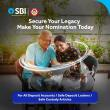 SBI
Secure Your Legacy
Make Your Nomination Today
For All Deposit Accounts | Safe Deposit Lockers |
Safe Custody Articles